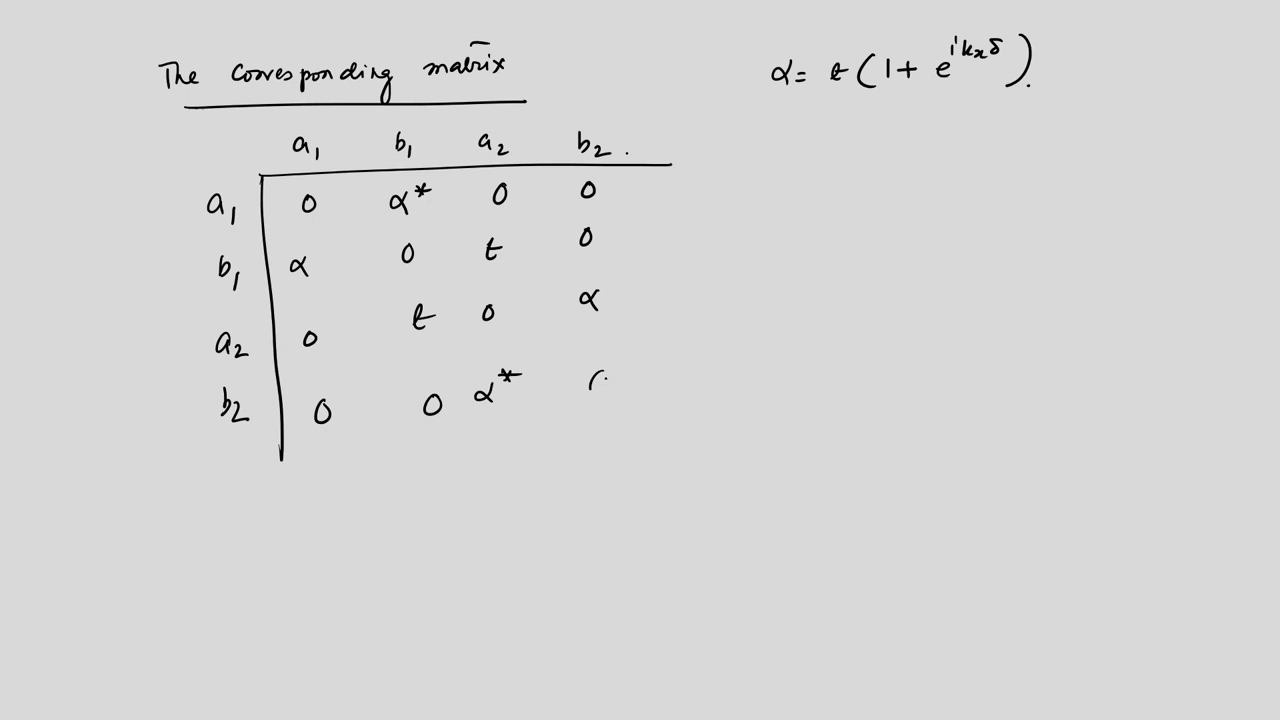 The corresponding matrix
α = t(1 + e^{ik_xδ}).
a₁ b₁ a₂ b₂.
a₁ 0 α* 0 0
b₁ α 0 t 0
a₂ 0 t 0 α
b₂ 0 0 α*